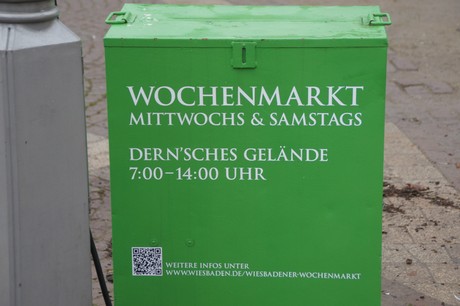 WOCHENMARKT
MITTWOCHS & SAMSTAGS
DERN'SCHES GELÄNDE
7:00–14:00 UHR
WEITERE INFOS UNTER
WWW.WIESBADEN.DE/WIESBADENER-WOCHENMARKT